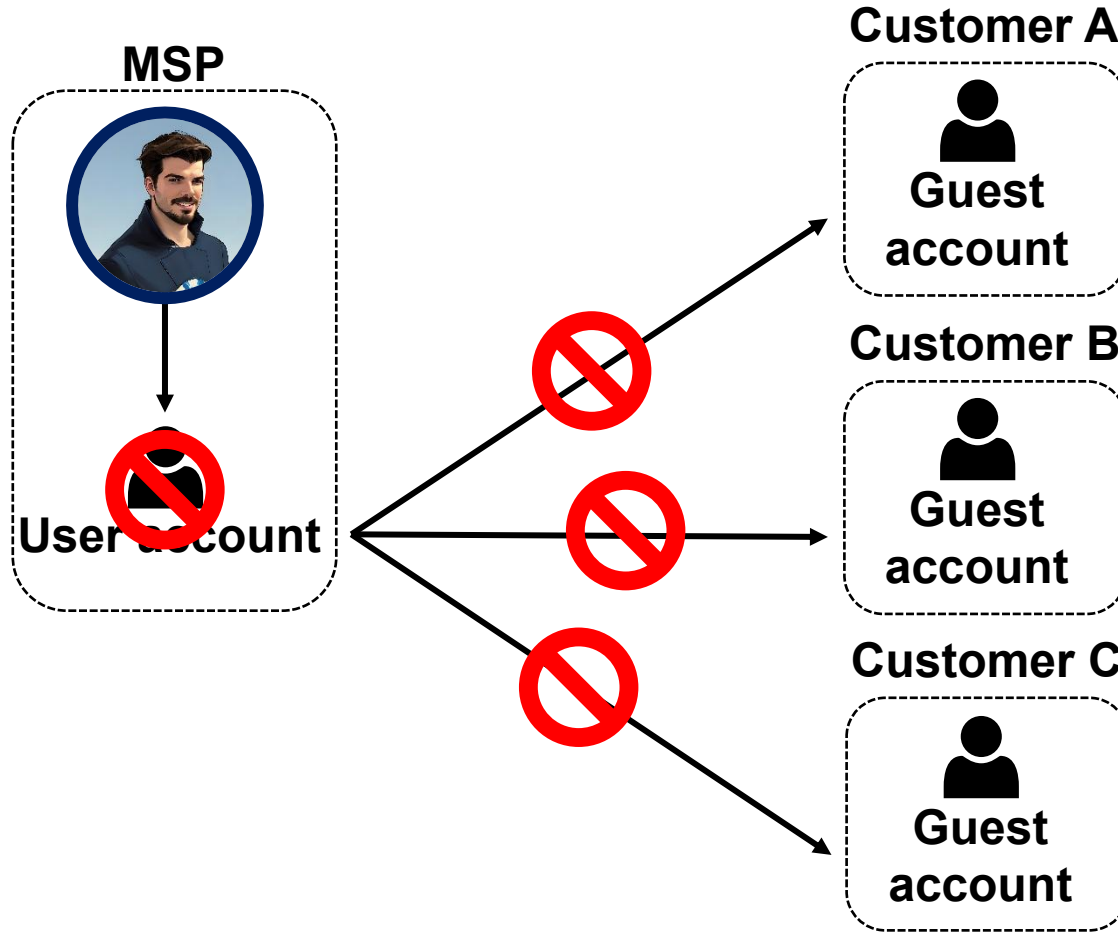 MSP
User account
Customer A
Guest
account
Customer B
Guest
account
Customer C
Guest
account